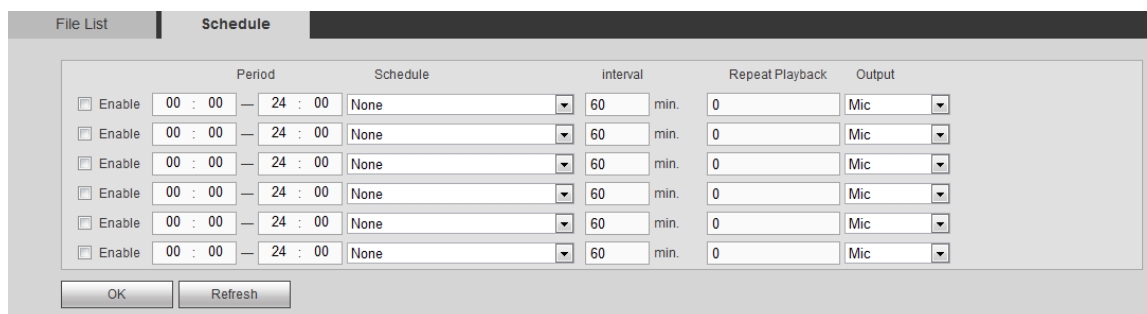 File List Schedule
Period Schedule interval Repeat Playback Output
Enable 00 : 00 — 24 : 00 None 60 min. 0 Mic
Enable 00 : 00 — 24 : 00 None 60 min. 0 Mic
Enable 00 : 00 — 24 : 00 None 60 min. 0 Mic
Enable 00 : 00 — 24 : 00 None 60 min. 0 Mic
Enable 00 : 00 — 24 : 00 None 60 min. 0 Mic
Enable 00 : 00 — 24 : 00 None 60 min. 0 Mic
OK Refresh